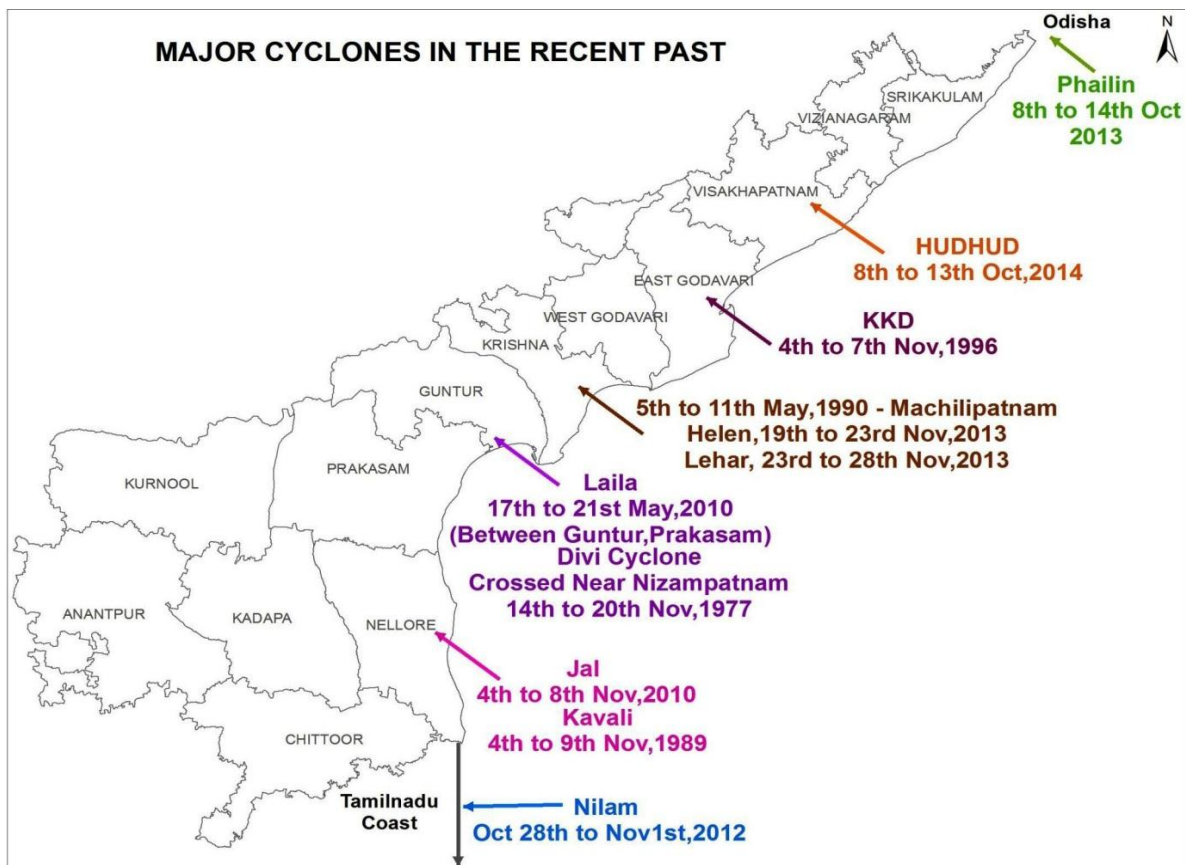 Odisha
N
MAJOR CYCLONES IN THE RECENT PAST
Phailin
8th to 14th Oct
2013
SRIKAKULAM
VIZIANAGARAM
VISAKHAPATNAM
HUDHUD
8th to 13th Oct,2014
EAST GODAVARI
KKD
4th to 7th Nov,1996
WEST GODAVARI
KRISHNA
GUNTUR
5th to 11th May,1990 - Machilipatnam
Helen,19th to 23rd Nov,2013
Lehar, 23rd to 28th Nov,2013
PRAKASAM
KURNOOL
Laila
17th to 21st May,2010
(Between Guntur,Prakasam)
Divi Cyclone
Crossed Near Nizampatnam
14th to 20th Nov,1977
ANANTPUR
KADAPA
NELLORE
Jal
4th to 8th Nov,2010
Kavali
4th to 9th Nov,1989
CHITTOOR
Tamilnadu
Coast
Nilam
Oct 28th to Nov1st,2012